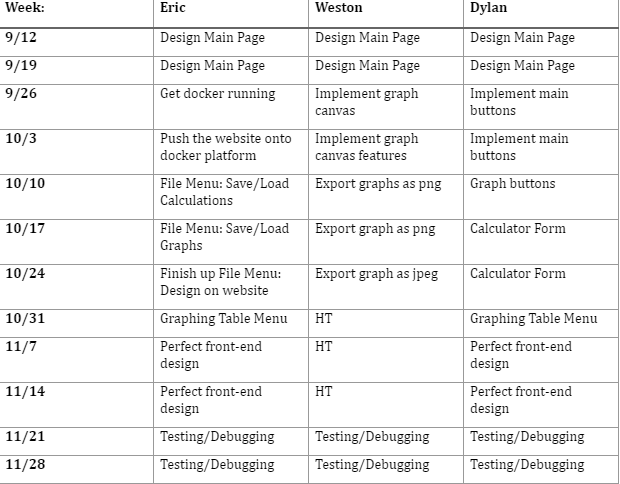 Week: Eric Weston Dylan
9/12 Design Main Page Design Main Page Design Main Page
9/19 Design Main Page Design Main Page Design Main Page
9/26 Get docker running Implement graph Implement main
canvas buttons
10/3 Push the website onto Implement graph Implement main
docker platform canvas features buttons
10/10 File Menu: Save/Load Export graphs as png Graph buttons
Calculations
10/17 File Menu: Save/Load Export graph as png Calculator Form
Graphs
10/24 Finish up File Menu: Export graph as jpeg Calculator Form
Design on website
10/31 Graphing Table Menu HT Graphing Table Menu
11/7 Perfect front-end HT Perfect front-end
design design
11/14 Perfect front-end HT Perfect front-end
design design
11/21 Testing/Debugging Testing/Debugging Testing/Debugging
11/28 Testing/Debugging Testing/Debugging Testing/Debugging